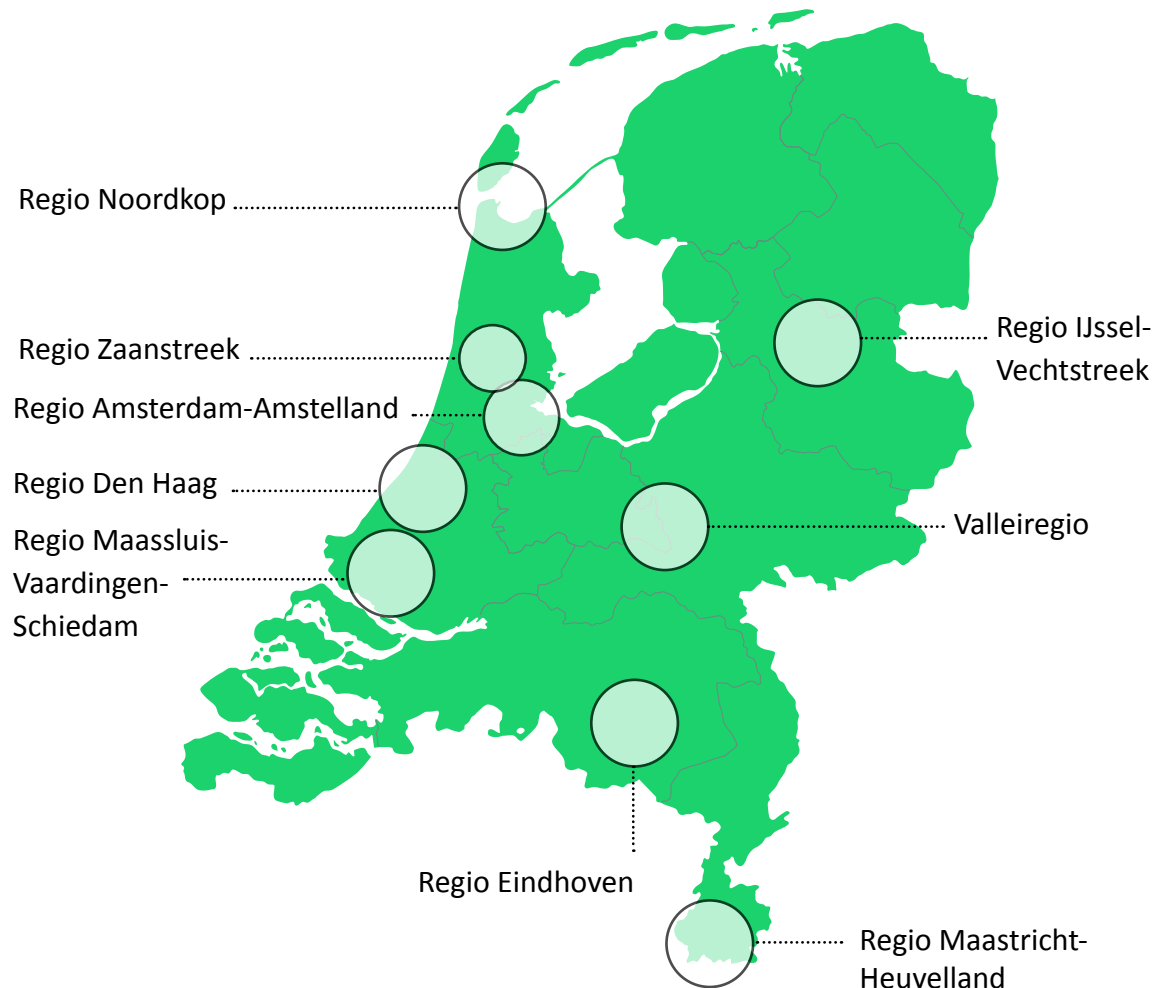 Regio Noordkop
Regio Zaanstreek
Regio Amsterdam-Amstelland
Regio Den Haag
Regio Maassluis-
Vaardingen-
Schiedam
Regio IJssel-
Vechtstreek
Valleiregio
Regio Eindhoven
Regio Maastricht-
Heuvelland